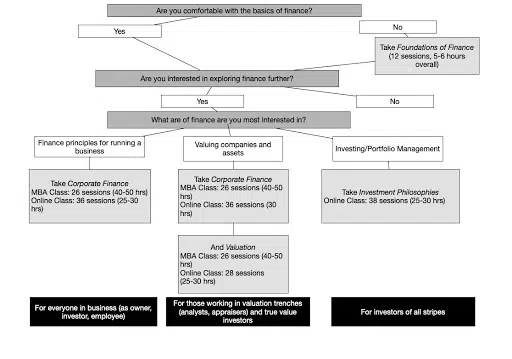 Are you comfortable with the basics of finance?
Yes
No
Take Foundations of Finance
(12 sessions, 5-6 hours
overall)
Are you interested in exploring finance further?
Yes
No
What are of finance are you most interested in?
Finance principles for running a
business
Valuing companies and
assets
Investing/Portfolio Management
Take Corporate Finance
MBA Class: 26 sessions (40-50 hrs)
Online Class: 36 sessions (25-30
hrs)
Take Corporate Finance
MBA Class: 26 sessions (40-50
hrs)
Online Class: 36 sessions (30
hrs)
Take Investment Philosophies
Online Class: 38 sessions (25-30 hrs)
And Valuation
MBA Class: 26 sessions (40-50
hrs)
Online Class: 28 sessions
(25-30 hrs)
For everyone in business (as owner,
investor, employee)
For those working in valuation trenches
(analysts, appraisers) and true value
investors
For investors of all stripes